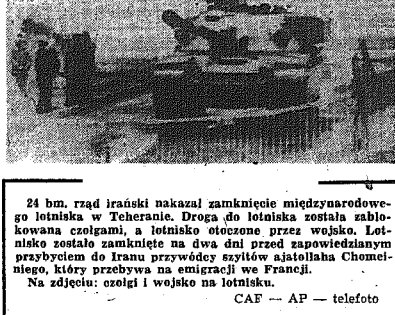 24 bm. rząd irański nakazał zamknięcie międzynarodowe-
go lotniska w Teheranie. Droga do lotniska została zablo-
kowana czołgami, a lotnisko otoczone przez wojsko. Lot-
nisko zostało zamknięte na dwa dni przed zapowiedzianym
przybyciem do Iranu przywódcy szyitów ajatollaha Chomei-
niego, który przebywa na emigracji we Francji.
Na zdjęciu: czołgi i wojsko na lotnisku.
CAF — AP — telefoto